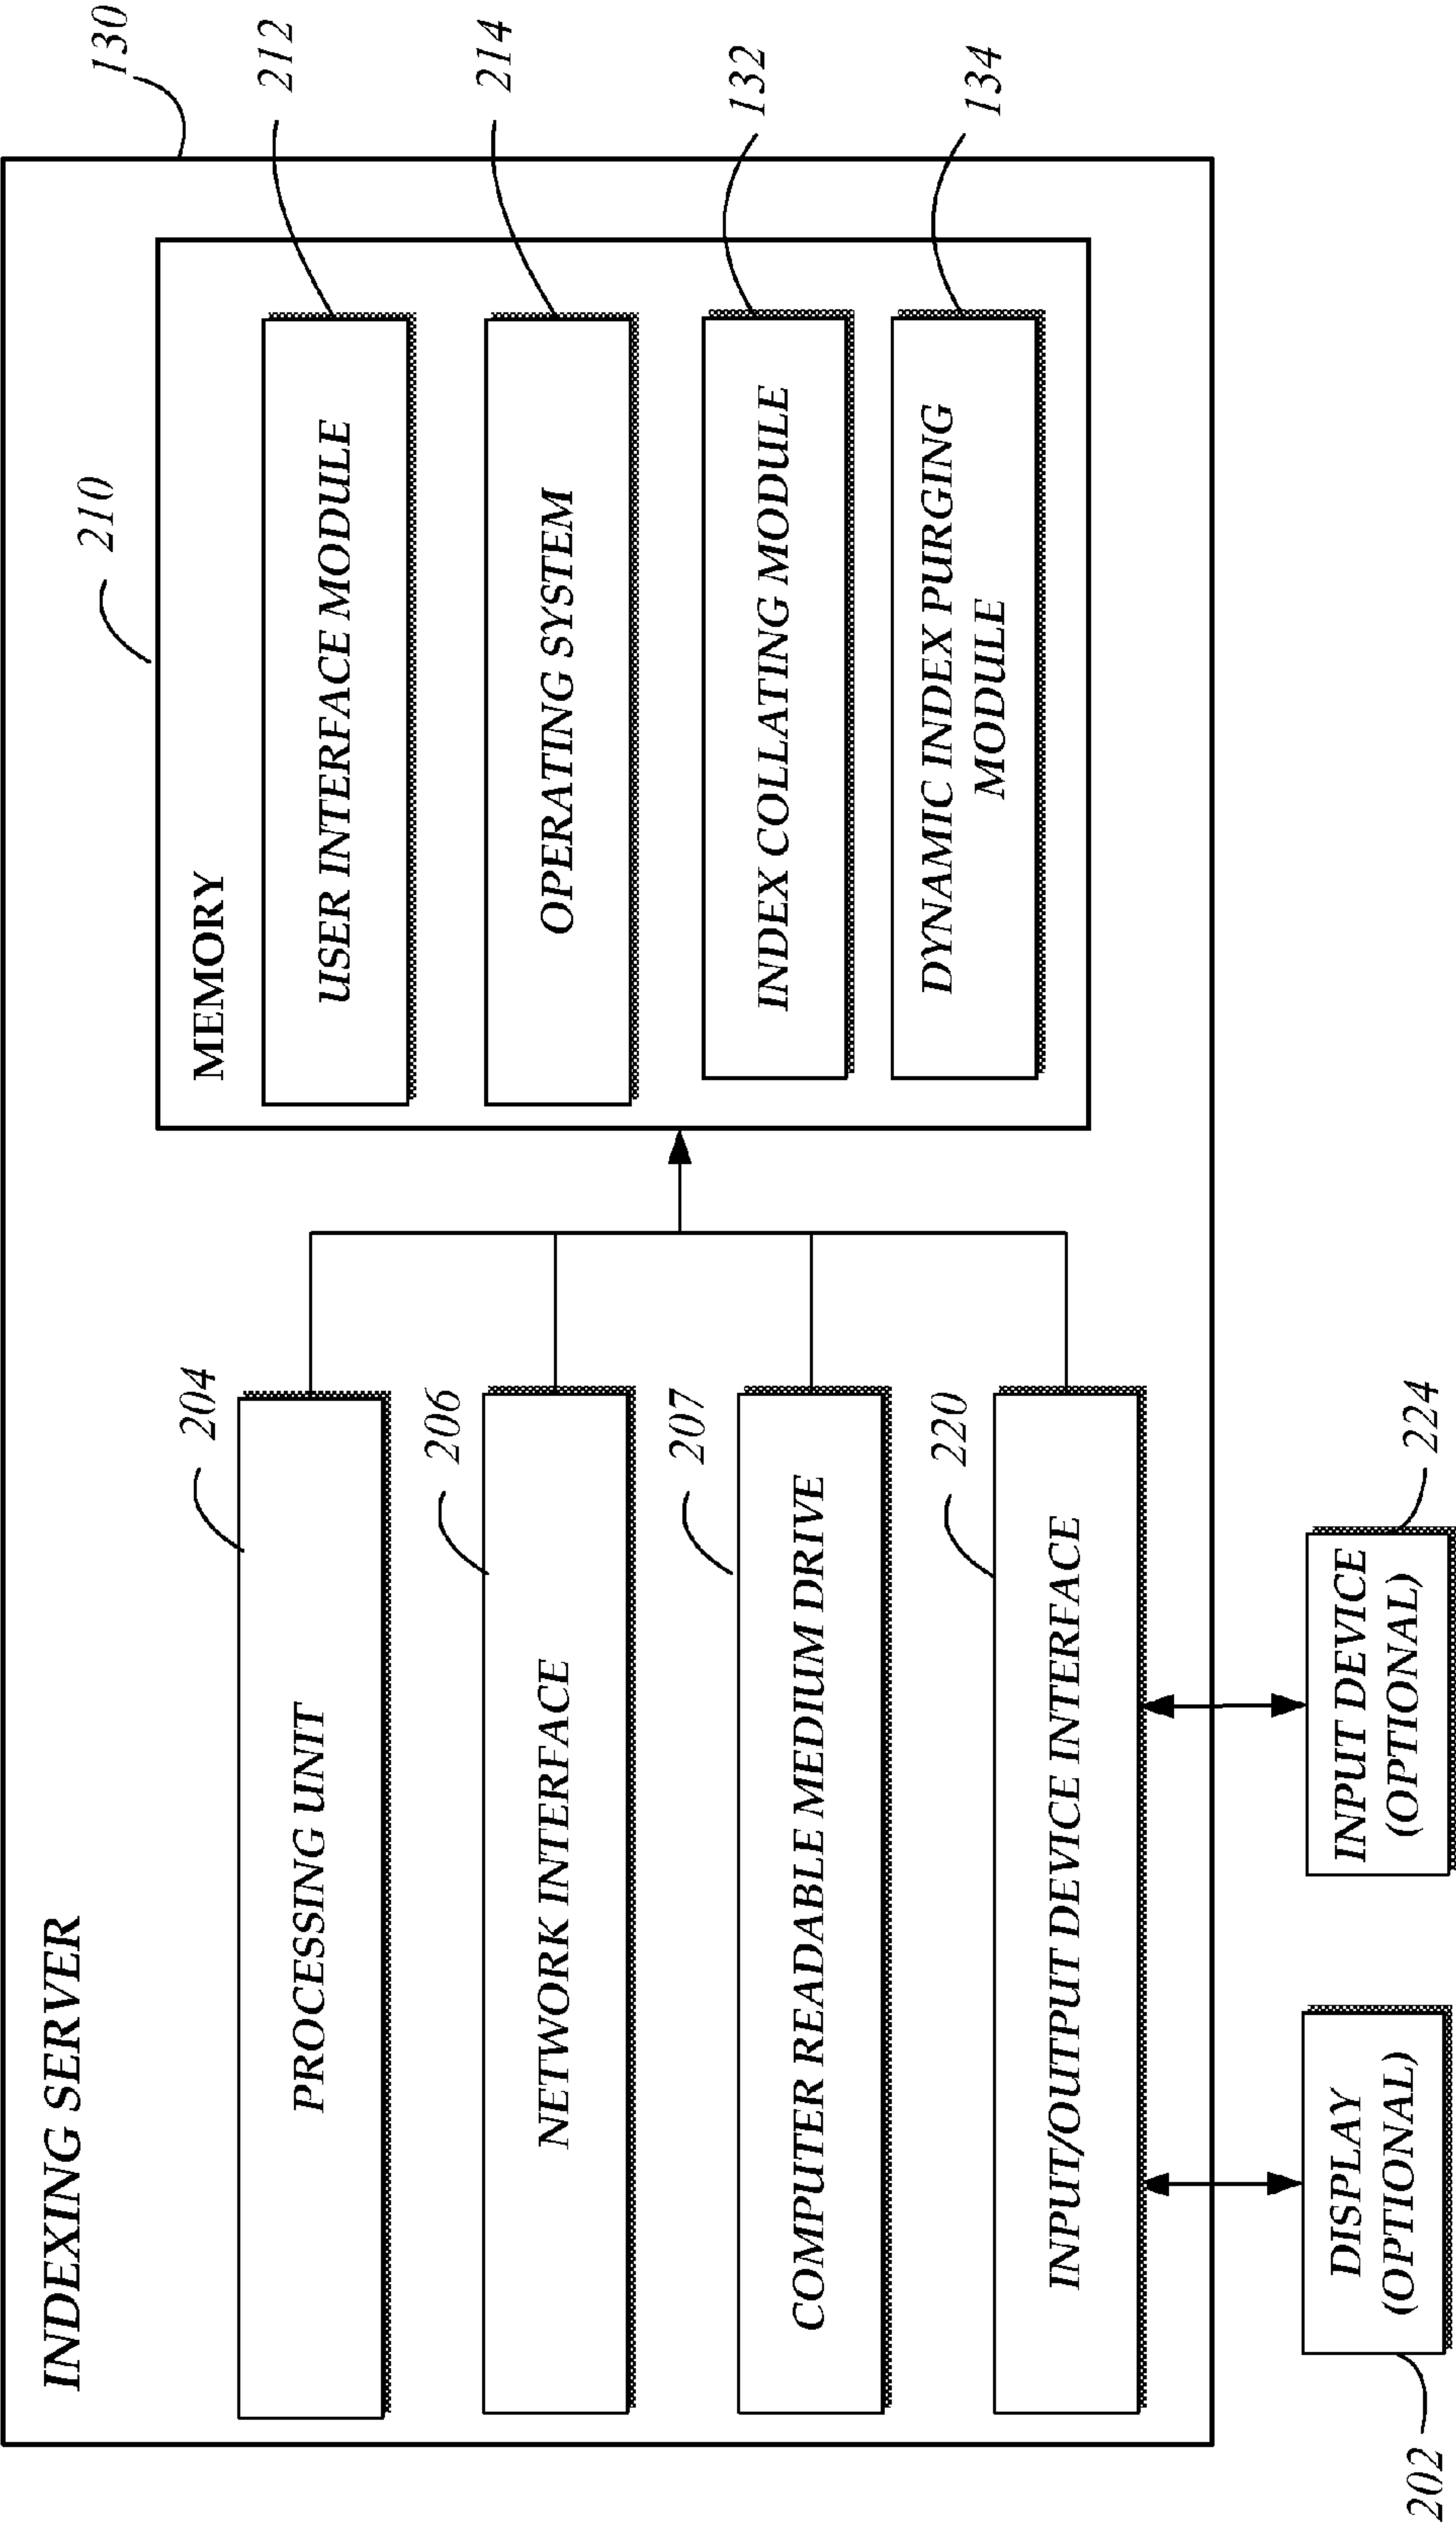 INDEXING SERVER
130
204
PROCESSING UNIT
206
NETWORK INTERFACE
207
COMPUTER READABLE MEDIUM DRIVE
220
INPUT/OUTPUT DEVICE INTERFACE
210
MEMORY
212
USER INTERFACE MODULE
214
OPERATING SYSTEM
132
INDEX COLLATING MODULE
134
DYNAMIC INDEX PURGING
MODULE
202
DISPLAY
(OPTIONAL)
224
INPUT DEVICE
(OPTIONAL)